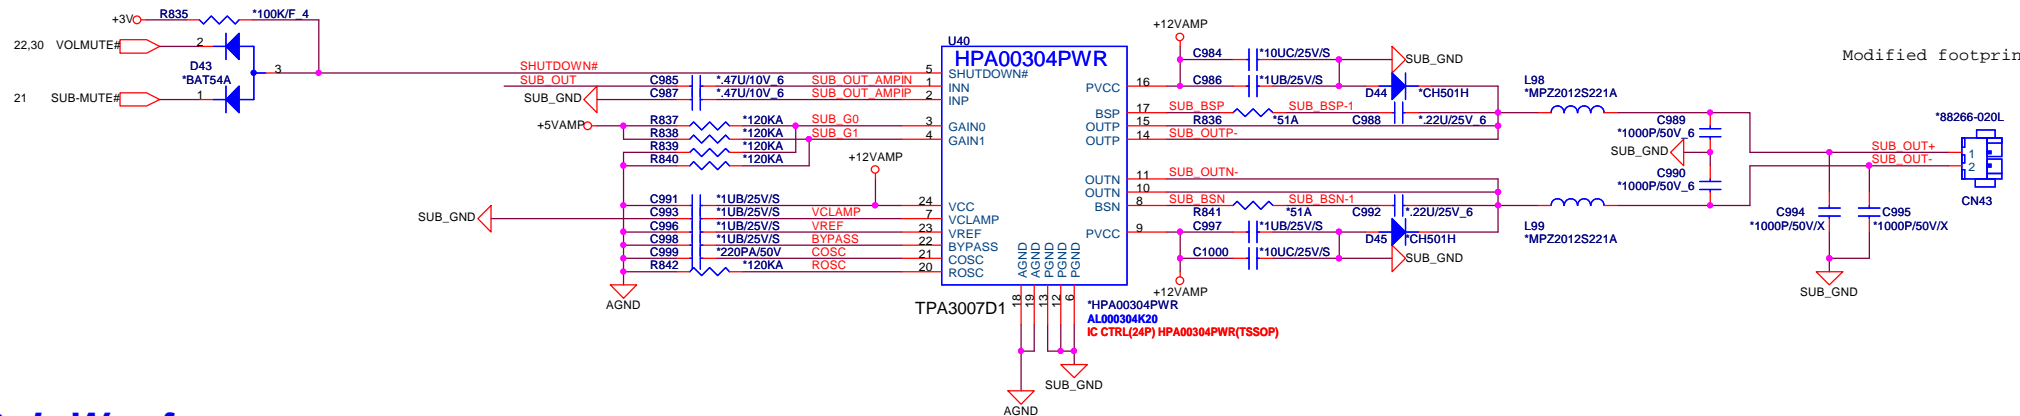 +3V R835 *100K/F_4
22,30 VOLMUTE# 2
D43
*BAT54A
3
21 SUB-MUTE# 1
SHUTDOWN#
SUB_OUT C985 *.47U/10V_6 SUB_OUT_AMPIN
SUB_GND C987 *.47U/10V_6 SUB_OUT_AMPIP
+5VAMP R837 *120KA SUB_G0
R838 *120KA SUB_G1
R839 *120KA
R840 *120KA
+12VAMP
C991 *1UB/25V/S
SUB_GND C993 *1UB/25V/S VCLAMP
C996 *1UB/25V/S VREF
C998 *1UB/25V/S BYPASS
C999 *220PA/50V COSC
R842 *120KA ROSC
AGND
U40
HPA00304PWR
5 SHUTDOWN#
1 INN
2 INP
3 GAIN0
4 GAIN1
24 VCC
7 VCLAMP
23 VREF
22 BYPASS
21 COSC
20 ROSC
PVCC 16
BSP 17
OUTP 15
OUTP 14
OUTN 11
OUTN 10
BSN 8
PVCC 9
AGND AGND PGND PGND PGND
18 19 13 12 6
TPA3007D1
*HPA00304PWR
AL000304K20
IC CTRL(24P) HPA00304PWR(TSSOP)
AGND
SUB_GND
+12VAMP
C984 *10UC/25V/S SUB_GND
C986 *1UB/25V/S
D44 *CH501H
SUB_BSP SUB_BSP-1
R836 *51A C988 *.22U/25V_6
SUB_OUTP-
SUB_OUTN-
SUB_BSN SUB_BSN-1
R841 *51A C992 *.22U/25V_6
C997 *1UB/25V/S
D45 *CH501H
C1000 *10UC/25V/S SUB_GND
+12VAMP
L98
*MPZ2012S221A
L99
*MPZ2012S221A
C989
*1000P/50V_6
SUB_GND
C990
*1000P/50V_6
C994
*1000P/50V/X
C995
*1000P/50V/X
SUB_GND
Modified footprin
*88266-020L
SUB_OUT+ 1
SUB_OUT- 2
CN43